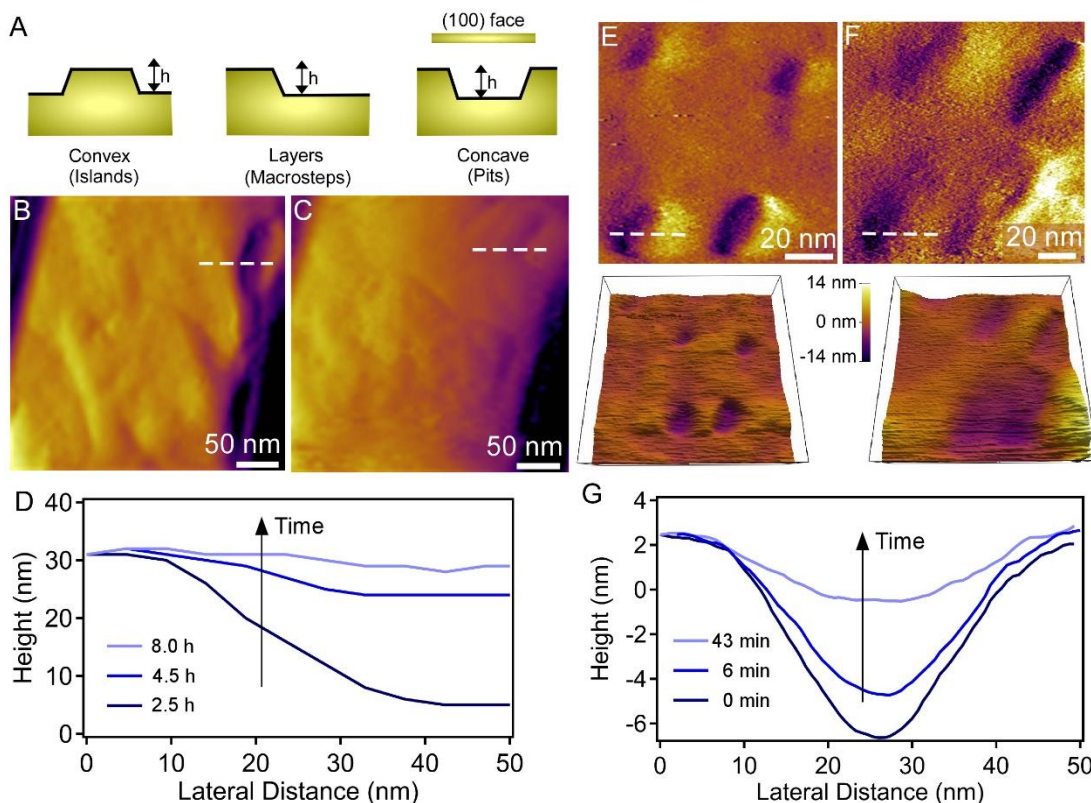 A
(100) face
h
h
h
Convex
(Islands)
Layers
(Macrosteps)
Concave
(Pits)
B
50 nm
C
50 nm
E
20 nm
F
20 nm
14 nm
0 nm
-14 nm
D
Height (nm)
40
30
20
10
0
Time
8.0 h
4.5 h
2.5 h
0 10 20 30 40 50
Lateral Distance (nm)
G
Height (nm)
4
2
0
-2
-4
-6
Time
43 min
6 min
0 min
0 10 20 30 40 50
Lateral Distance (nm)